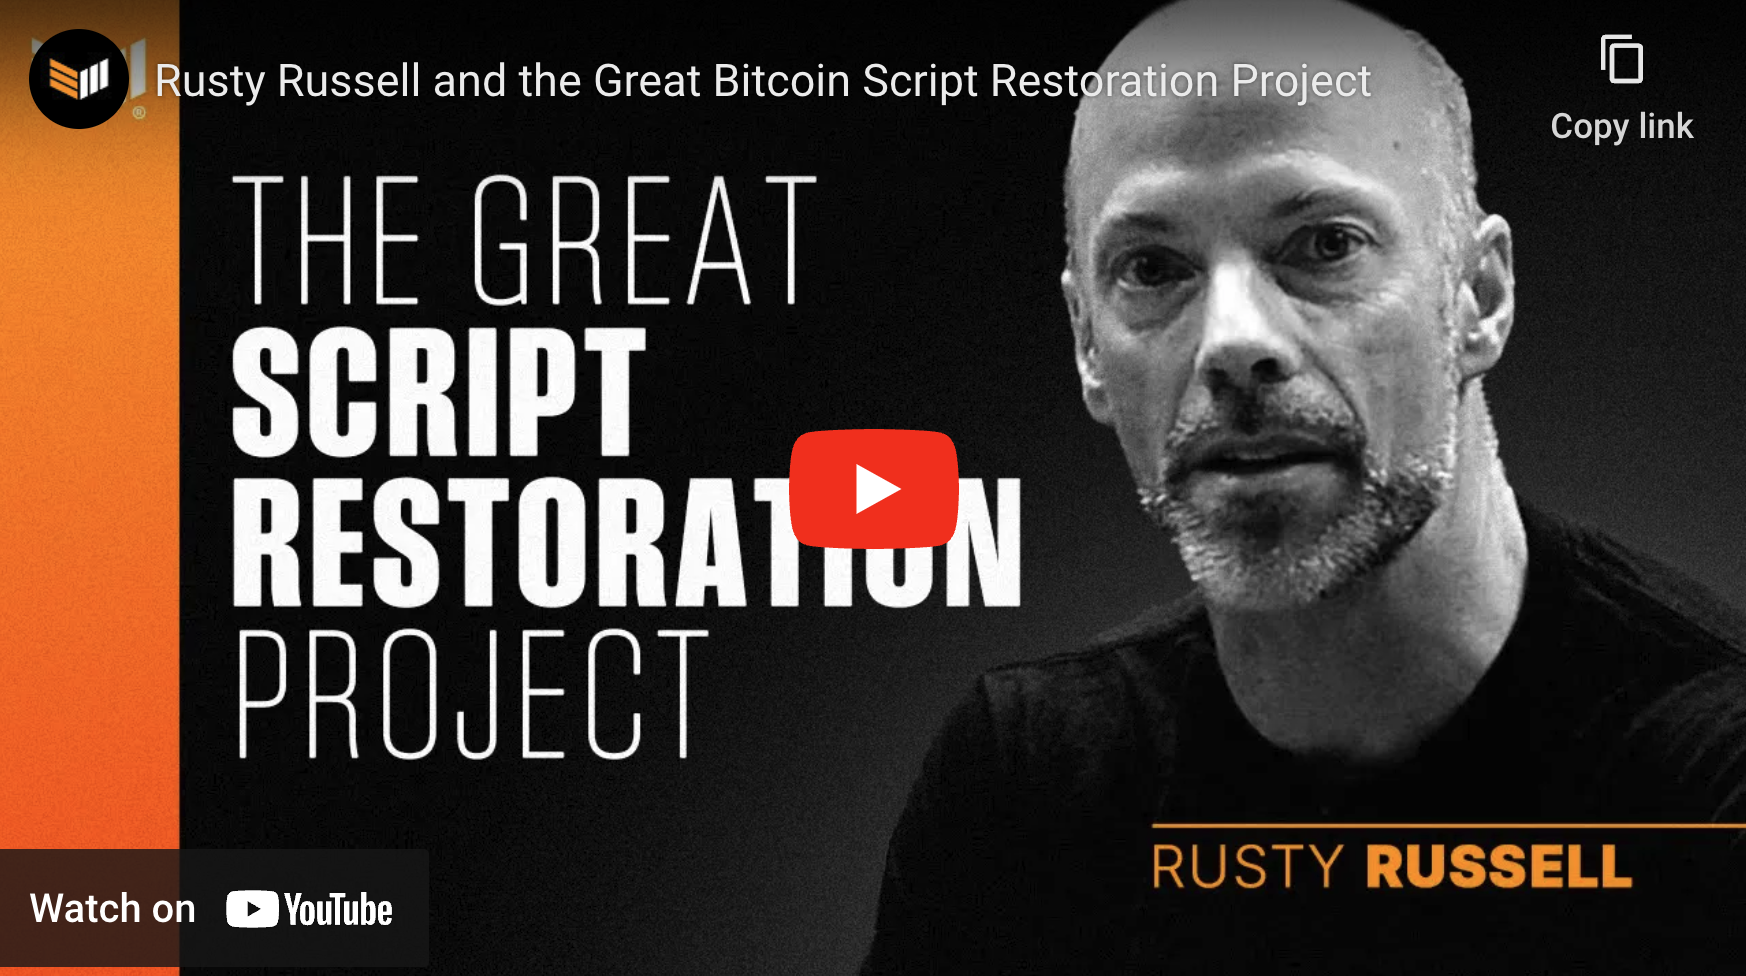 Rusty Russell and the Great Bitcoin Script Restoration Project
Copy link
®
THE GREAT
SCRIPT
RESTORATION
PROJECT
RUSTY RUSSELL
Watch on YouTube